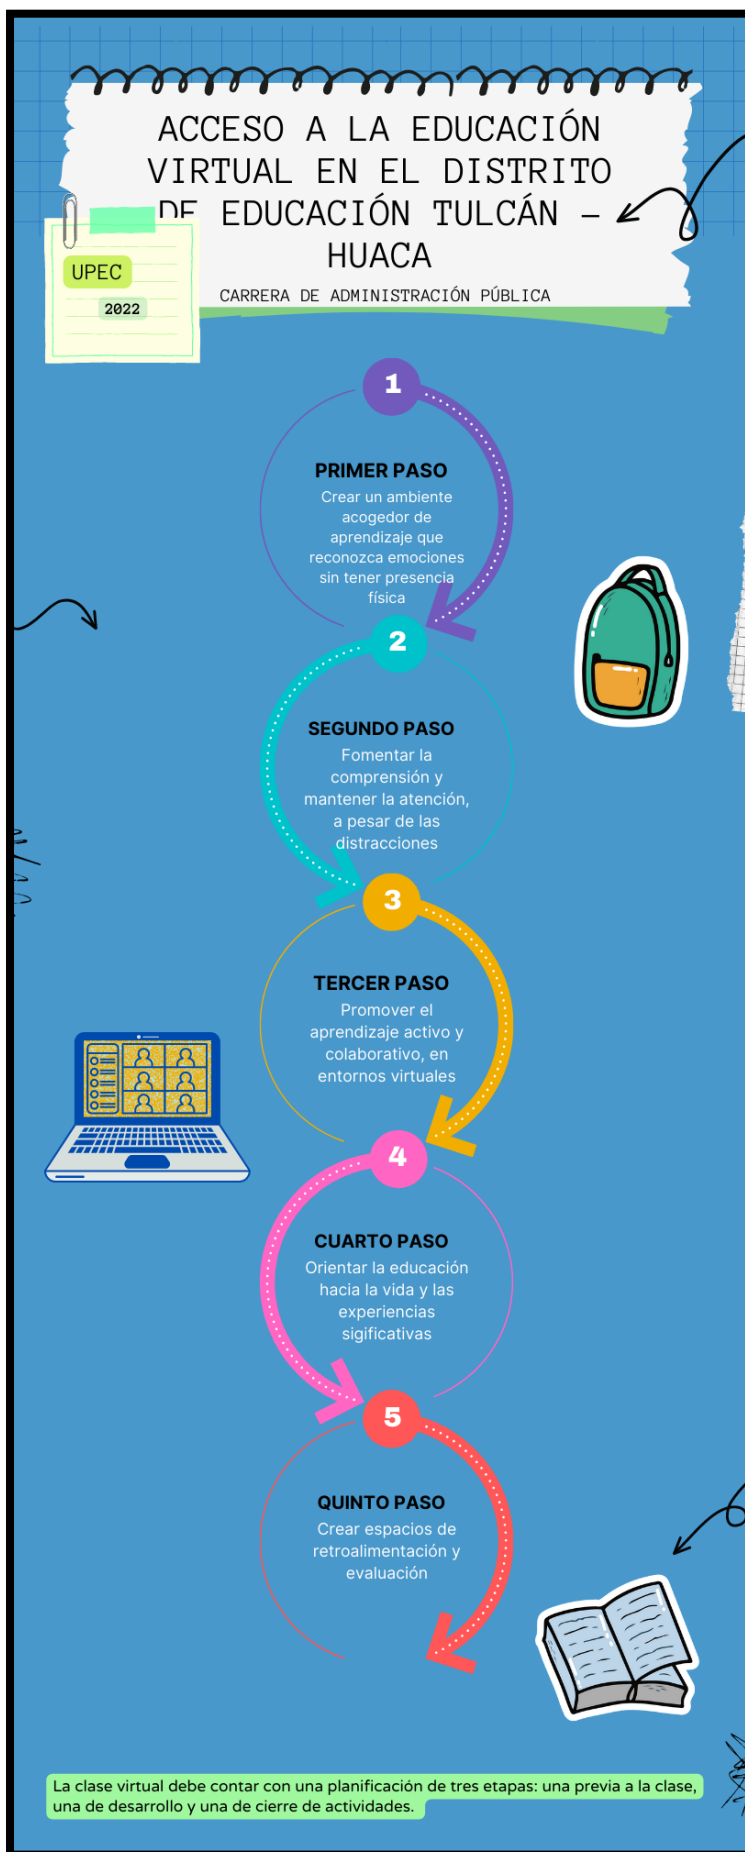 ACCESO A LA EDUCACIÓN
VIRTUAL EN EL DISTRITO
DE EDUCACIÓN TULCÁN –
HUACA
CARRERA DE ADMINISTRACIÓN PÚBLICA
UPEC
2022
1
PRIMER PASO
Crear un ambiente
acogedor de
aprendizaje que
reconozca emociones
sin tener presencia
física
2
SEGUNDO PASO
Fomentar la
comprensión y
mantener la atención,
a pesar de las
distracciones
3
TERCER PASO
Promover el
aprendizaje activo y
colaborativo, en
entornos virtuales
4
CUARTO PASO
Orientar la educación
hacia la vida y las
experiencias
sigificativas
5
QUINTO PASO
Crear espacios de
retroalimentación y
evaluación
La clase virtual debe contar con una planificación de tres etapas: una previa a la clase,
una de desarrollo y una de cierre de actividades.